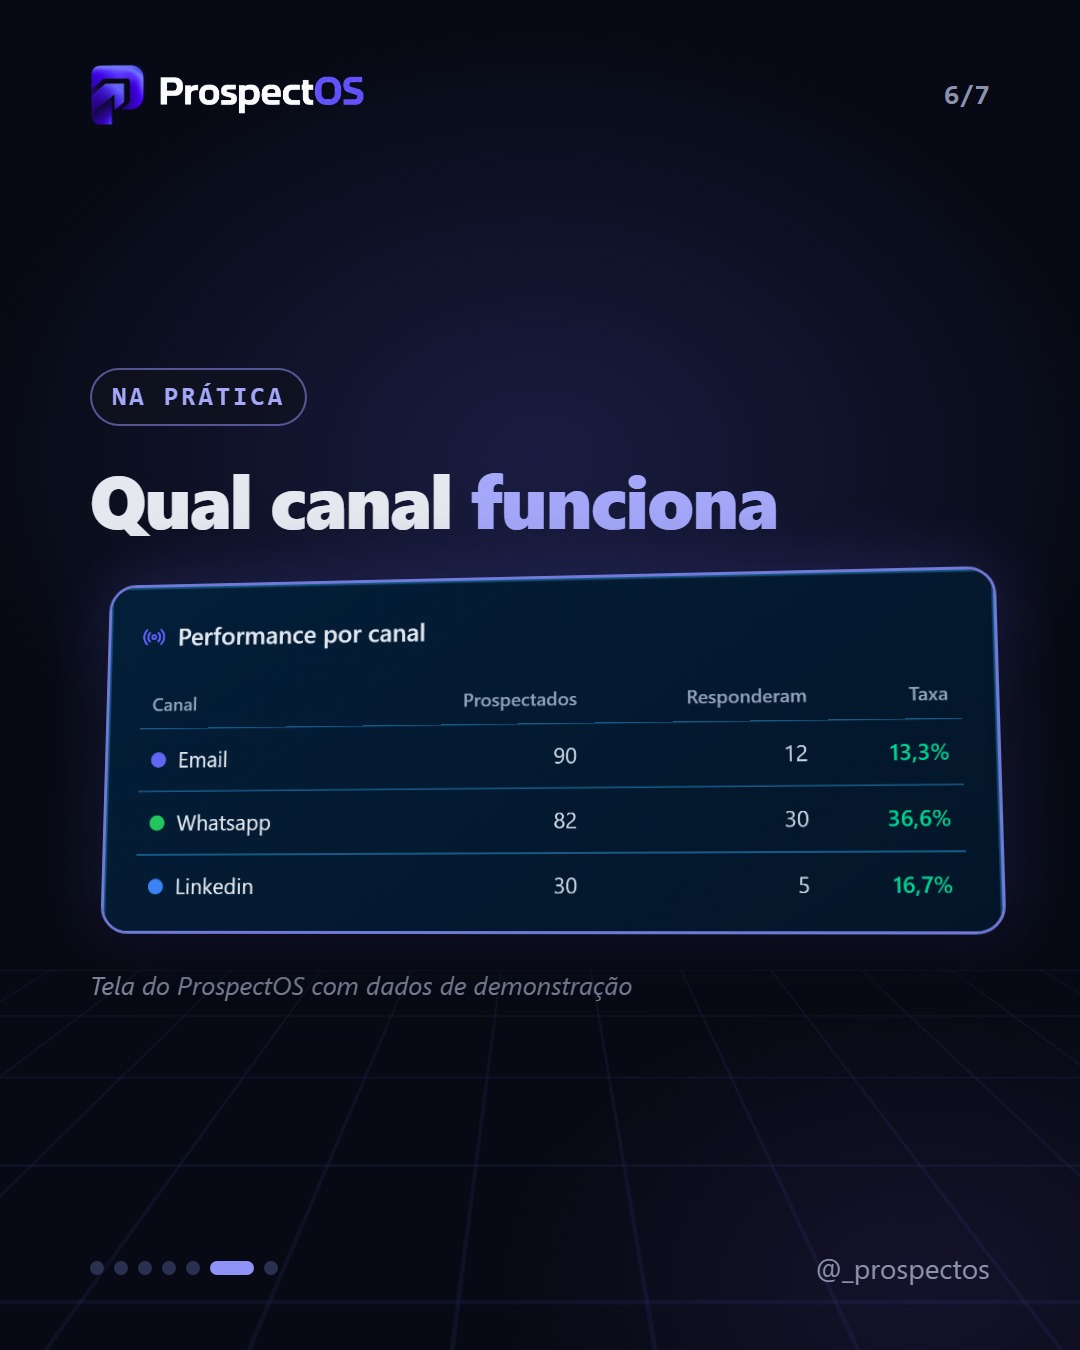 ProspectOS
6/7
NA PRÁTICA
Qual canal funciona
Performance por canal
Canal Prospectados Responderam Taxa
Email 90 12 13,3%
Whatsapp 82 30 36,6%
Linkedin 30 5 16,7%
Tela do ProspectOS com dados de demonstração
@_prospectos